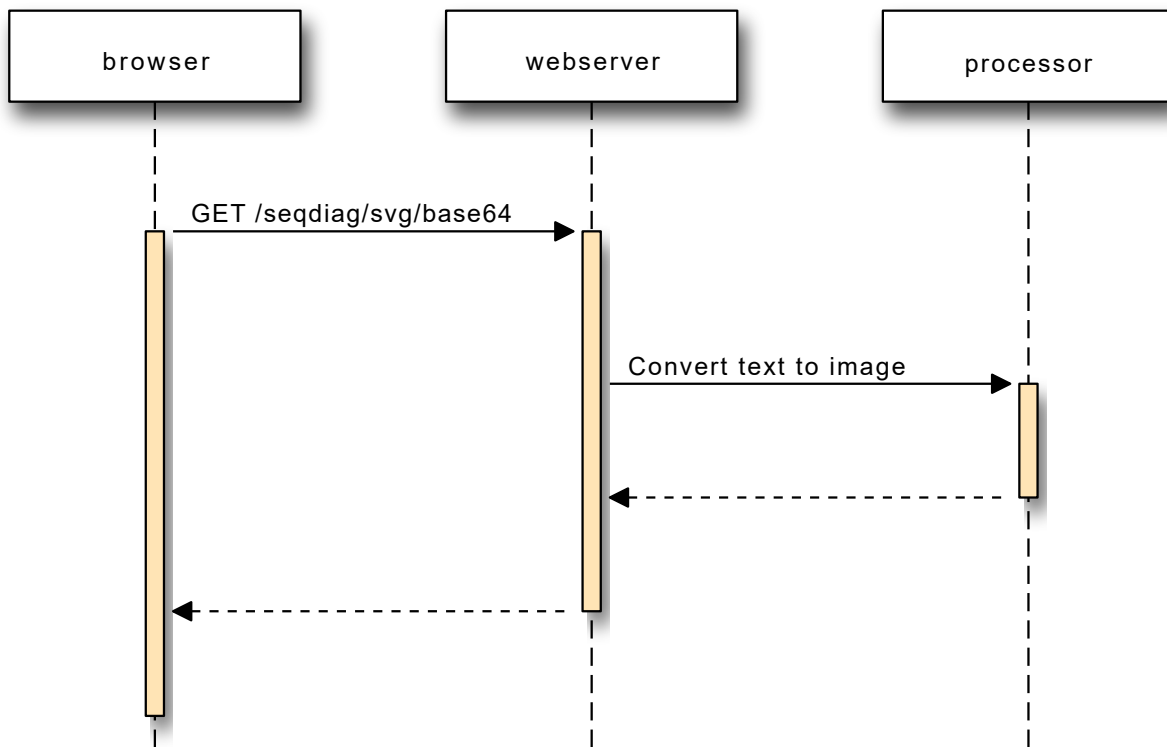 browser
webserver
processor
GET /seqdiag/svg/base64
Convert text to image